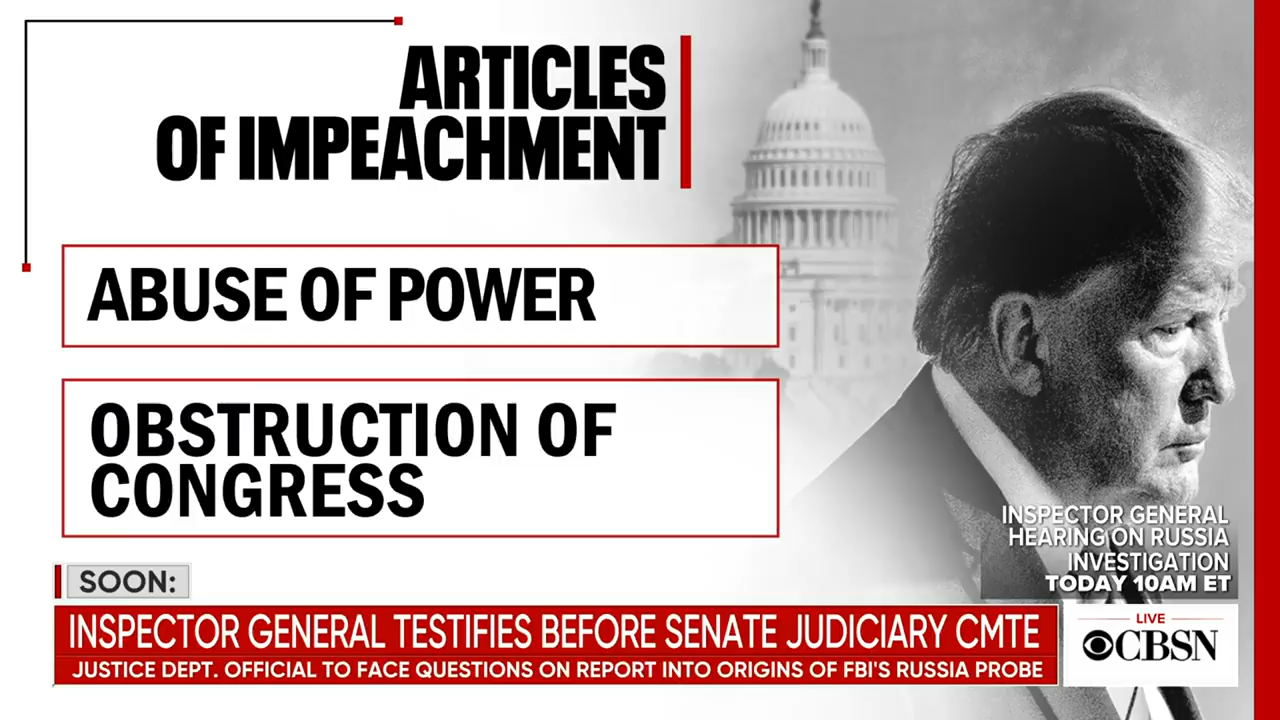 ARTICLES
OF IMPEACHMENT
ABUSE OF POWER
OBSTRUCTION OF
CONGRESS
INSPECTOR GENERAL
HEARING ON RUSSIA
INVESTIGATION
TODAY 10AM ET
SOON:
INSPECTOR GENERAL TESTIFIES BEFORE SENATE JUDICIARY CMTE
JUSTICE DEPT. OFFICIAL TO FACE QUESTIONS ON REPORT INTO ORIGINS OF FBI'S RUSSIA PROBE
LIVE
CBSN